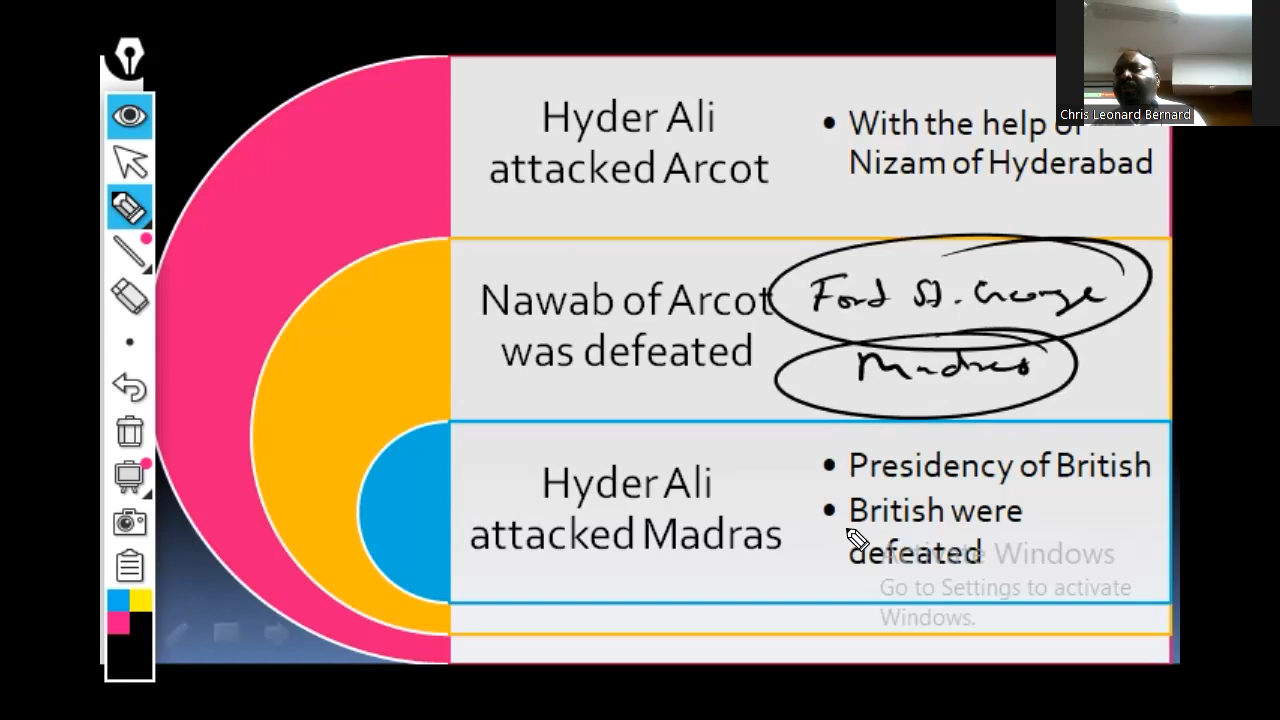 Hyder Ali
attacked Arcot
• With the help of
Nizam of Hyderabad
Chris Leonard Bernard
Nawab of Arcot
was defeated
Ford St. George
Madras
Hyder Ali
attacked Madras
• Presidency of British
• British were
defeated
Activate Windows
Go to Settings to activate
Windows.